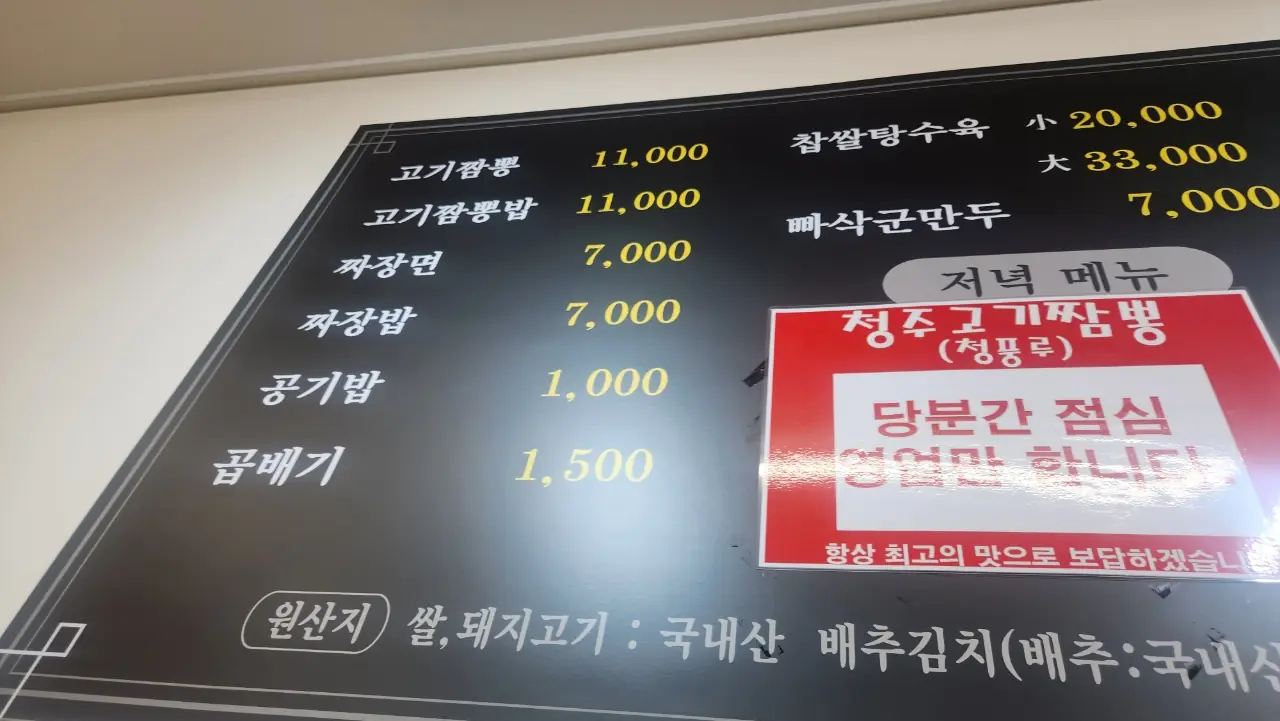 고기짬뽕 11,000
고기짬뽕밥 11,000
짜장면 7,000
짜장밥 7,000
공기밥 1,000
곱배기 1,500
찹쌀탕수육 小 20,000
大 33,000
빠삭군만두 7,000
저녁 메뉴
청주고기짬뽕
(청풍루)
당분간 점심
영업만 합니다.
항상 최고의 맛으로 보답하겠습니
원산지 쌀,돼지고기 : 국내산 배추김치(배추:국내산